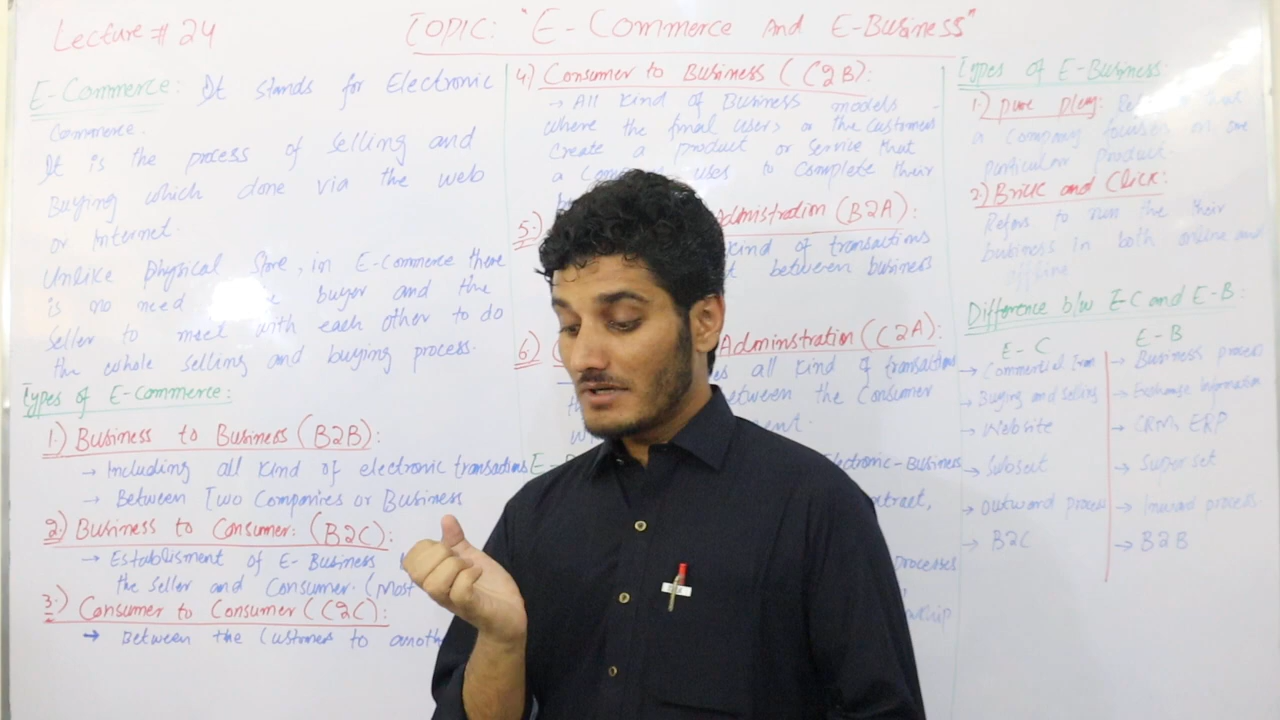 Lecture # 24
TOPIC: "E-Commerce And E-Business"
E-Commerce: It stands for Electronic
Commerce.
It is the process of selling and
Buying which done via the web
or Internet.
Unlike physical Store, in E-Commerce there
is no need buyer and the
Seller to meet with each other to do
the whole selling and buying process.
Types of E-Commerce:
1.) Business to Business (B2B):
→ Including all kind of electronic transactions
→ Between Two Companies or Business
2.) Business to Consumer: (B2C):
→ Establisment of E-Business
the seller and Consumer. (Most
3.) Consumer to Consumer (C2C):
→ Between the Customer to anoth
4) Consumer to Business (C2B):
→ All kind of Business models
where the final users or the customers
Create a product or service that
a uses to Complete their
5.) Admistration (B2A):
kind of transactions
between business
6.) Adminstration (C2A):
all kind of transactions
between the Consumer
E- Electronic-Business
Processes
Types of E-Business:
1.) pure play:
a Company focuses on one
particular product.
2) Brick and Click:
Refers to run the their
business in both online and
offline
Difference b/w E-C and E-B:
E-C
E-B
→ Commercial
→ Business process
→ Buying and selling
→ Exchange Information
→ Website
→ CRM, ERP
→ Subset
→ Super set
→ Outward process
→ Inward process.
→ B2C
→ B2B